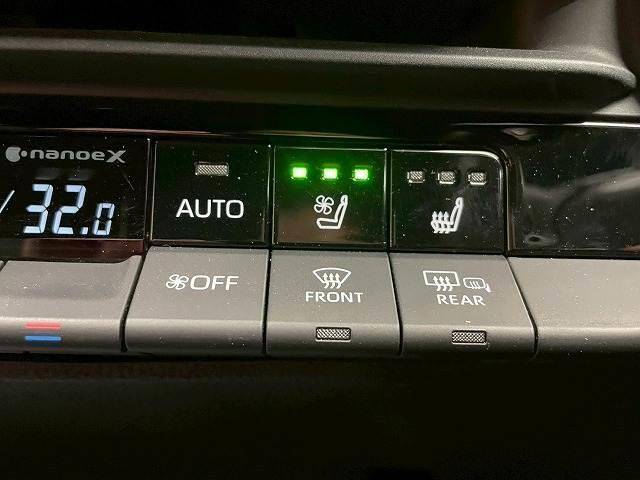 nanoeX
32.0
AUTO
OFF
FRONT
REAR